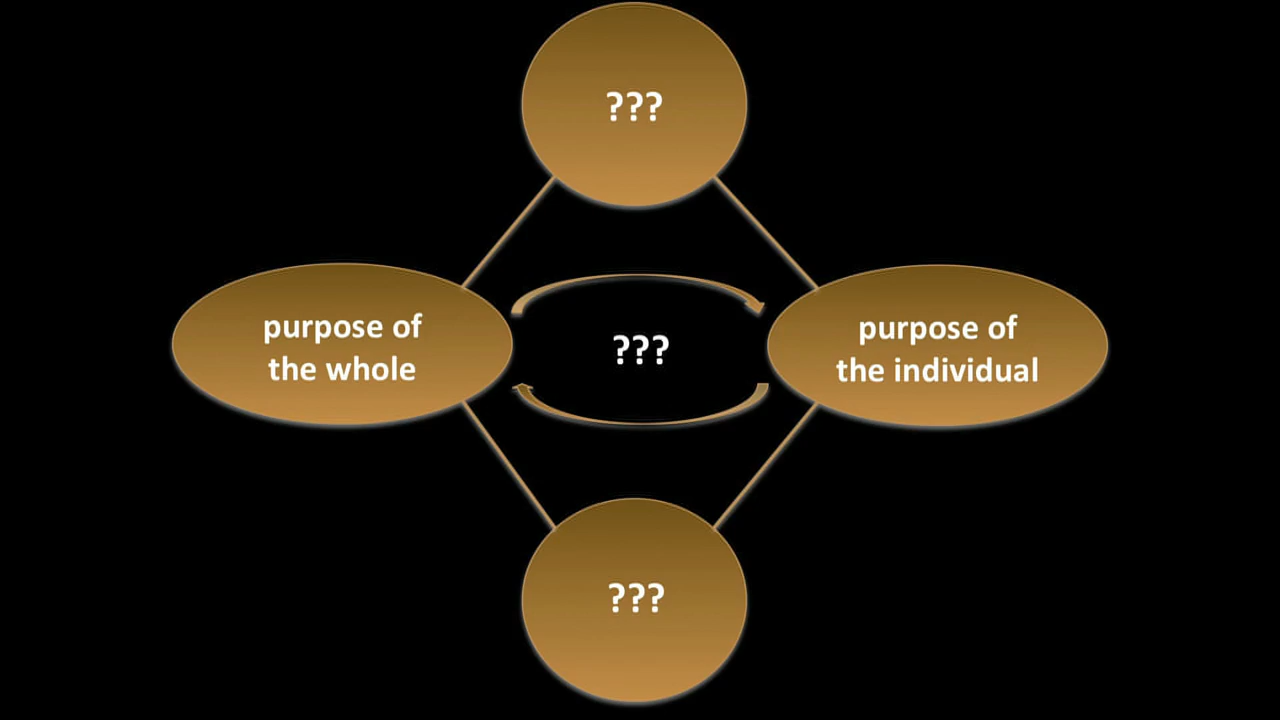 ???
purpose of
the whole
???
purpose of
the individual
???